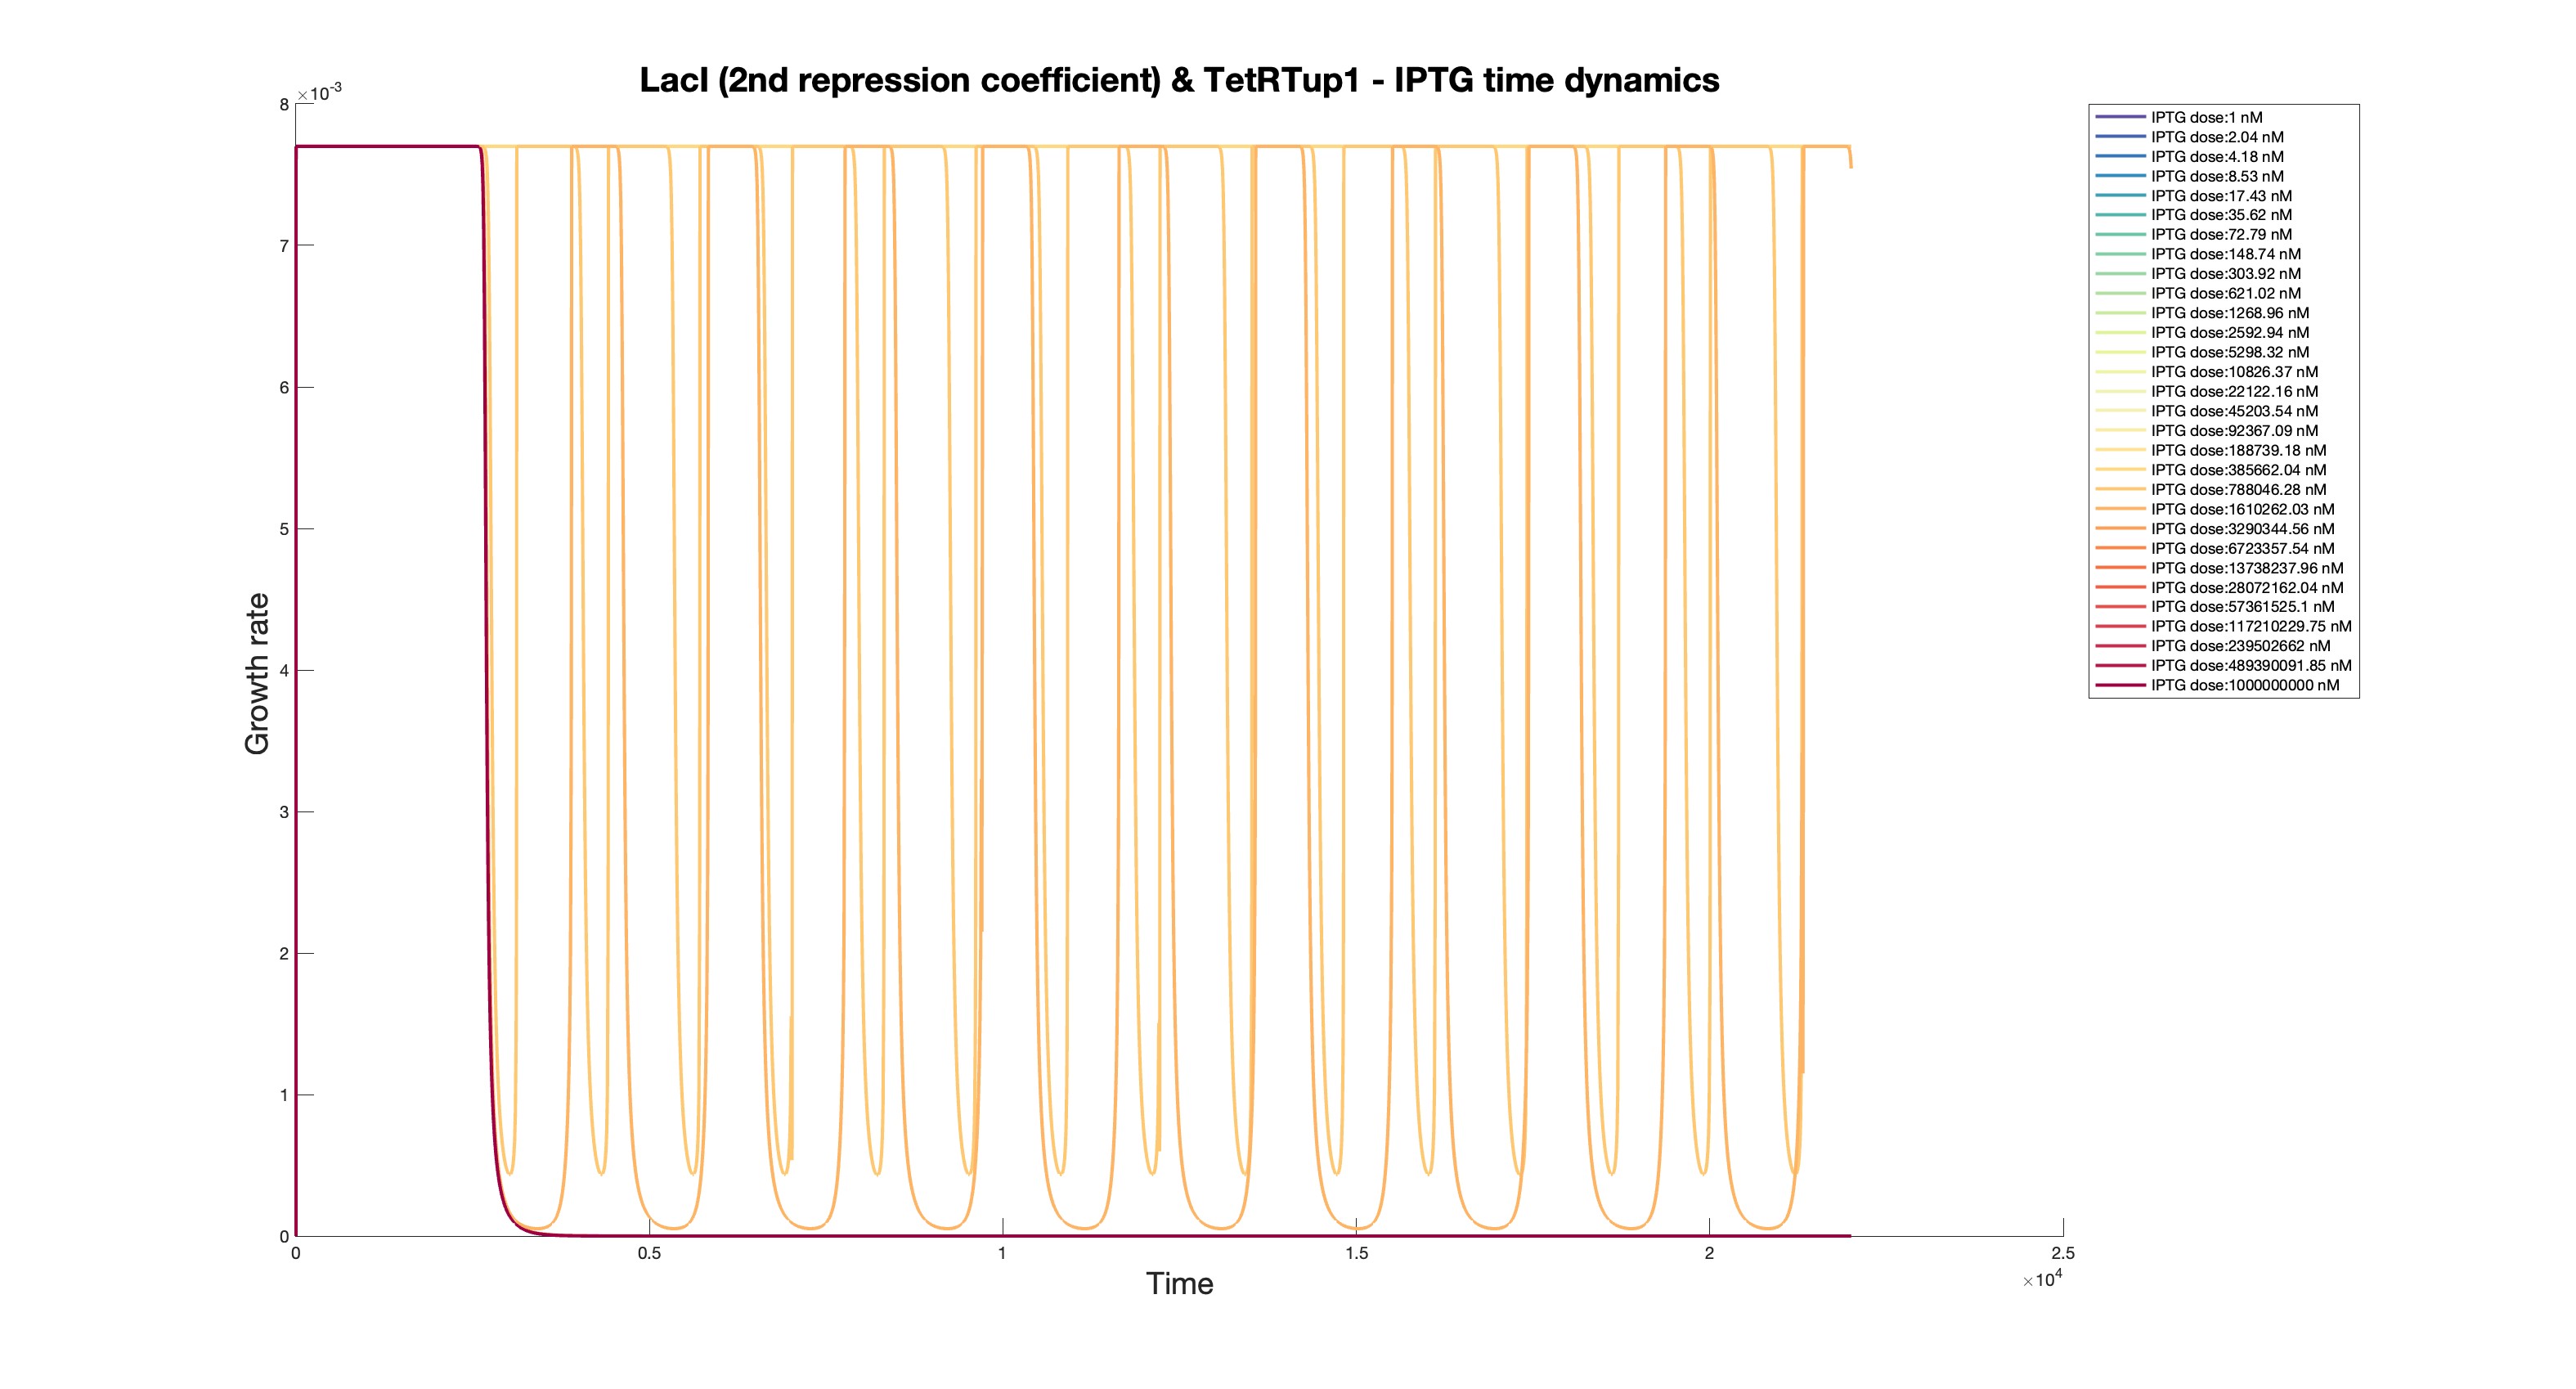 LacI (2nd repression coefficient) & TetRTup1 - IPTG time dynamics
×10-3
8
7
6
5
4
3
2
1
0
Growth rate
0
0.5
1
1.5
2
2.5
×104
Time
IPTG dose:1 nM
IPTG dose:2.04 nM
IPTG dose:4.18 nM
IPTG dose:8.53 nM
IPTG dose:17.43 nM
IPTG dose:35.62 nM
IPTG dose:72.79 nM
IPTG dose:148.74 nM
IPTG dose:303.92 nM
IPTG dose:621.02 nM
IPTG dose:1268.96 nM
IPTG dose:2592.94 nM
IPTG dose:5298.32 nM
IPTG dose:10826.37 nM
IPTG dose:22122.16 nM
IPTG dose:45203.54 nM
IPTG dose:92367.09 nM
IPTG dose:188739.18 nM
IPTG dose:385662.04 nM
IPTG dose:788046.28 nM
IPTG dose:1610262.03 nM
IPTG dose:3290344.56 nM
IPTG dose:6723357.54 nM
IPTG dose:13738237.96 nM
IPTG dose:28072162.04 nM
IPTG dose:57361525.1 nM
IPTG dose:117210229.75 nM
IPTG dose:239502662 nM
IPTG dose:489390091.85 nM
IPTG dose:1000000000 nM